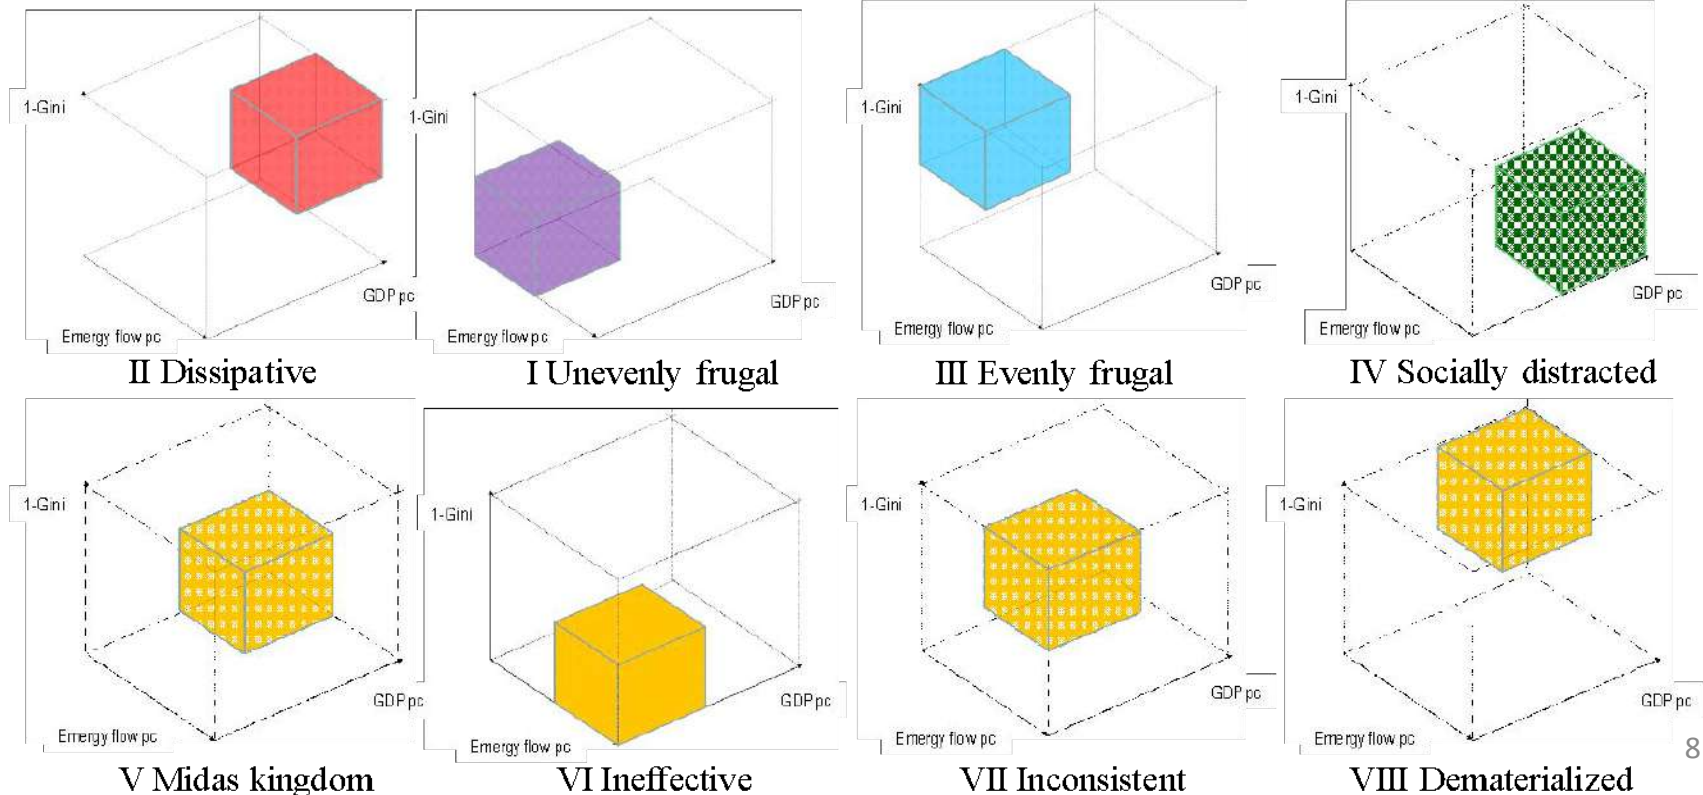 1-Gini
GDP pc
Emergy flow pc
II Dissipative
1-Gini
GDP pc
Emergy flow pc
I Unevenly frugal
1-Gini
GDP pc
Emergy flow pc
III Evenly frugal
1-Gini
GDP pc
Emergy flow pc
IV Socially distracted
1-Gini
GDP pc
Emergy flow pc
V Midas kingdom
1-Gini
GDP pc
Emergy flow pc
VI Ineffective
1-Gini
GDP pc
Emergy flow pc
VII Inconsistent
1-Gini
GDP pc
Emergy flow pc
VIII Dematerialized
8